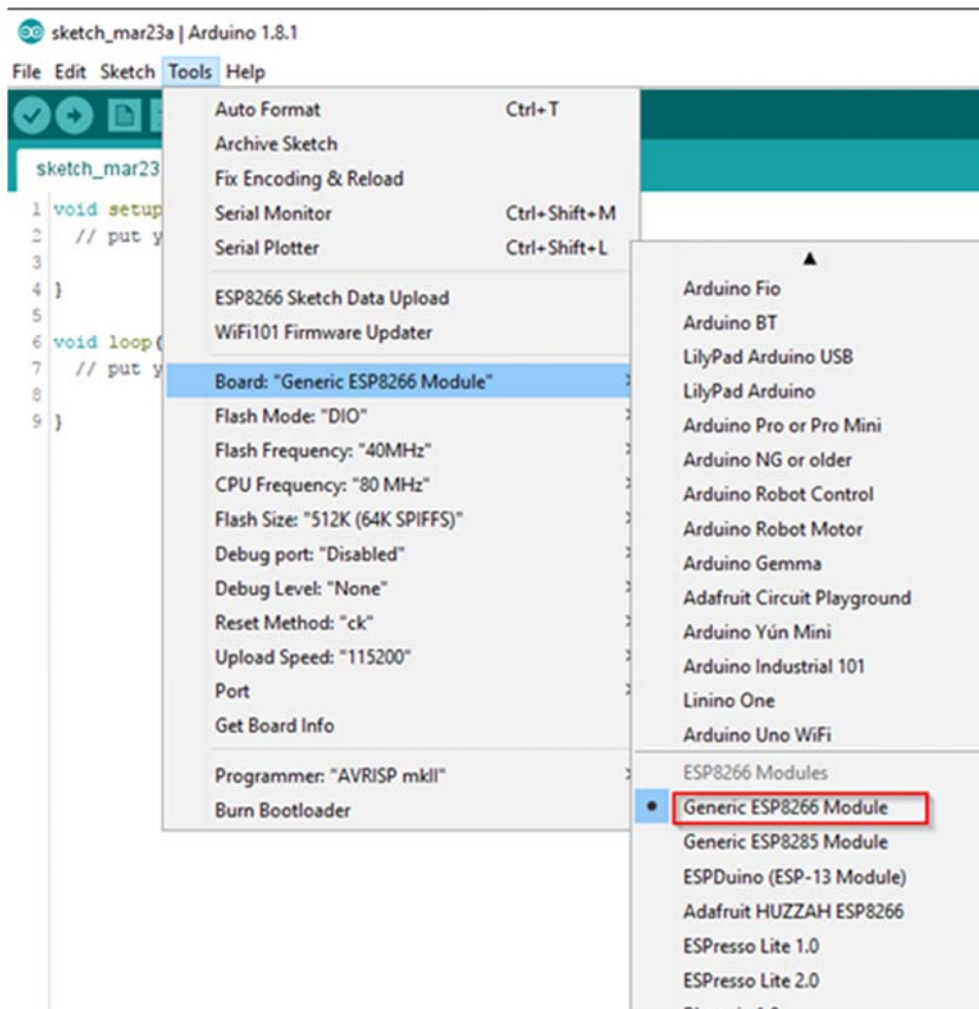 sketch_mar23a | Arduino 1.8.1
File Edit Sketch Tools Help
sketch_mar23
1 void setup
2 // put y
3
4 }
5
6 void loop(
7 // put y
8
9 }
Auto Format Ctrl+T
Archive Sketch
Fix Encoding & Reload
Serial Monitor Ctrl+Shift+M
Serial Plotter Ctrl+Shift+L
ESP8266 Sketch Data Upload
WiFi101 Firmware Updater
Board: "Generic ESP8266 Module"
Flash Mode: "DIO"
Flash Frequency: "40MHz"
CPU Frequency: "80 MHz"
Flash Size: "512K (64K SPIFFS)"
Debug port: "Disabled"
Debug Level: "None"
Reset Method: "ck"
Upload Speed: "115200"
Port
Get Board Info
Programmer: "AVRISP mkII"
Burn Bootloader
Arduino Fio
Arduino BT
LilyPad Arduino USB
LilyPad Arduino
Arduino Pro or Pro Mini
Arduino NG or older
Arduino Robot Control
Arduino Robot Motor
Arduino Gemma
Adafruit Circuit Playground
Arduino Yún Mini
Arduino Industrial 101
Linino One
Arduino Uno WiFi
ESP8266 Modules
Generic ESP8266 Module
Generic ESP8285 Module
ESPDuino (ESP-13 Module)
Adafruit HUZZAH ESP8266
ESPresso Lite 1.0
ESPresso Lite 2.0